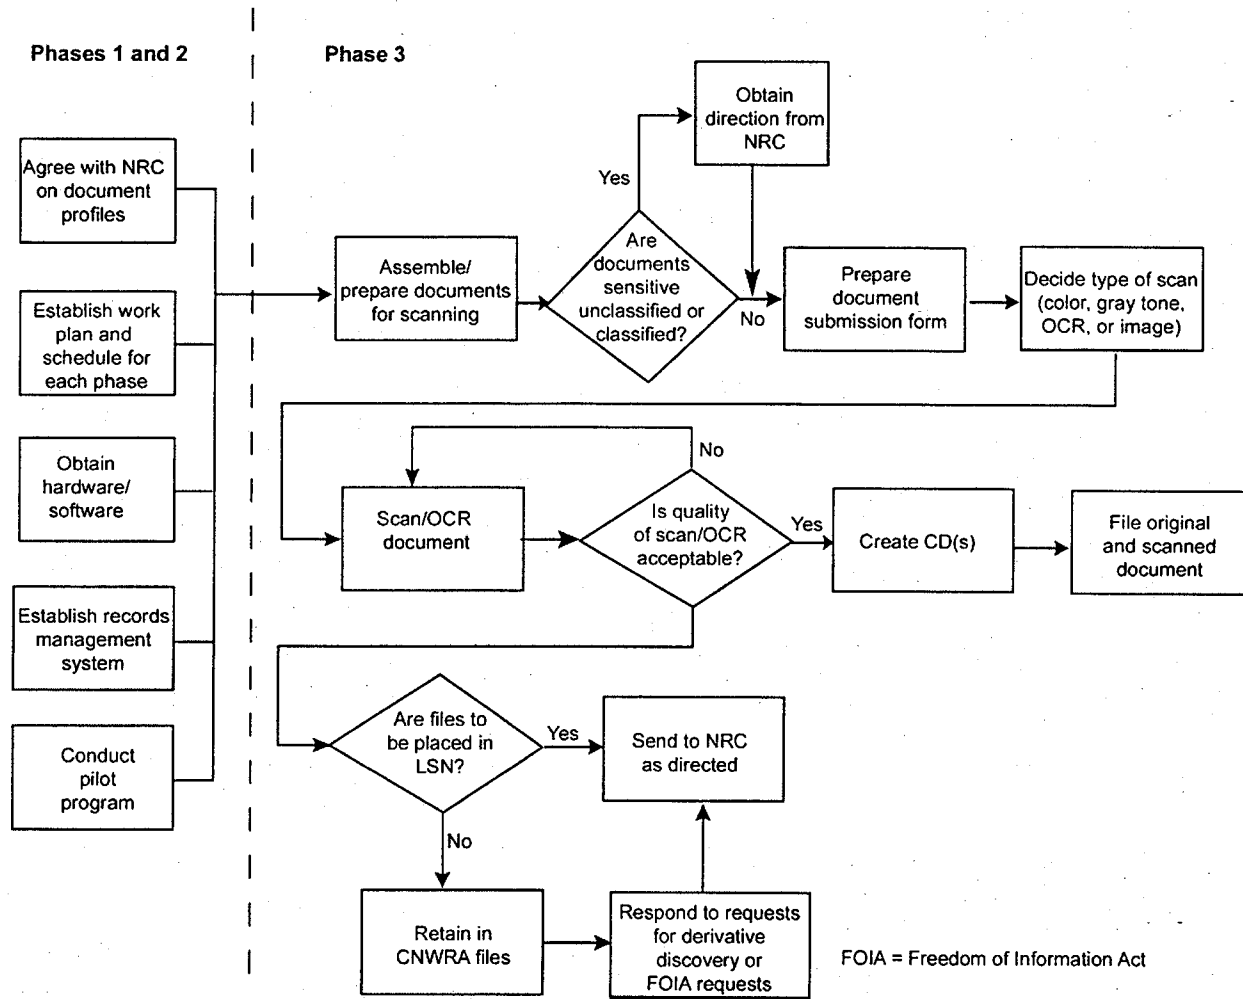 Phases 1 and 2
Phase 3
Agree with NRC
on document
profiles
Establish work
plan and
schedule for
each phase
Obtain
hardware/
software
Establish records
management
system
Conduct
pilot
program
Assemble/
prepare documents
for scanning
Are
documents
sensitive
unclassified or
classified?
Yes
Obtain
direction from
NRC
No
Prepare
document
submission form
Decide type of scan
(color, gray tone,
OCR, or image)
Scan/OCR
document
No
Is quality
of scan/OCR
acceptable?
Yes
Create CD(s)
File original
and scanned
document
Are files to
be placed in
LSN?
Yes
Send to NRC
as directed
No
Retain in
CNWRA files
Respond to requests
for derivative
discovery or
FOIA requests
FOIA = Freedom of Information Act